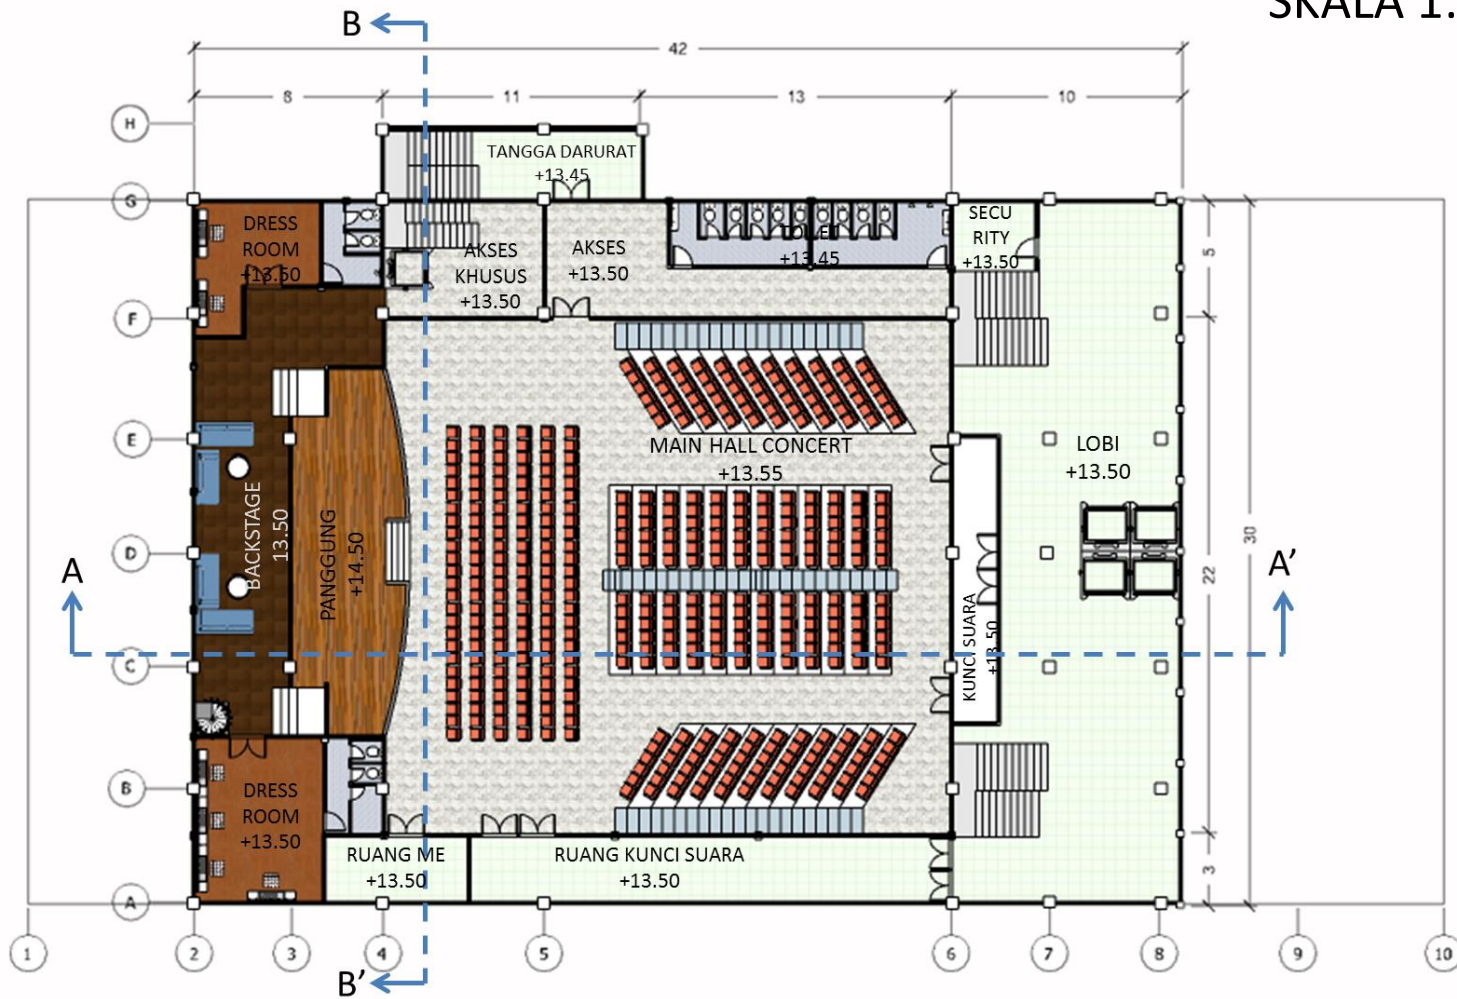 SKALA 1.
B
42
8
11
13
10
H
TANGGA DARURAT
+13.45
G
DRESS
ROOM
+13.50
AKSES
KHUSUS
+13.50
AKSES
+13.50
TOILET
+13.45
SECU
RITY
+13.50
5
F
E
MAIN HALL CONCERT
+13.55
LOBI
+13.50
BACKSTAGE
13.50
PANGGUNG
+14.50
D
30
22
A
A’
KUNCI SUARA
+13.50
C
B
DRESS
ROOM
+13.50
RUANG ME
+13.50
RUANG KUNCI SUARA
+13.50
3
A
1
2
3
4
5
6
7
8
9
10
B’